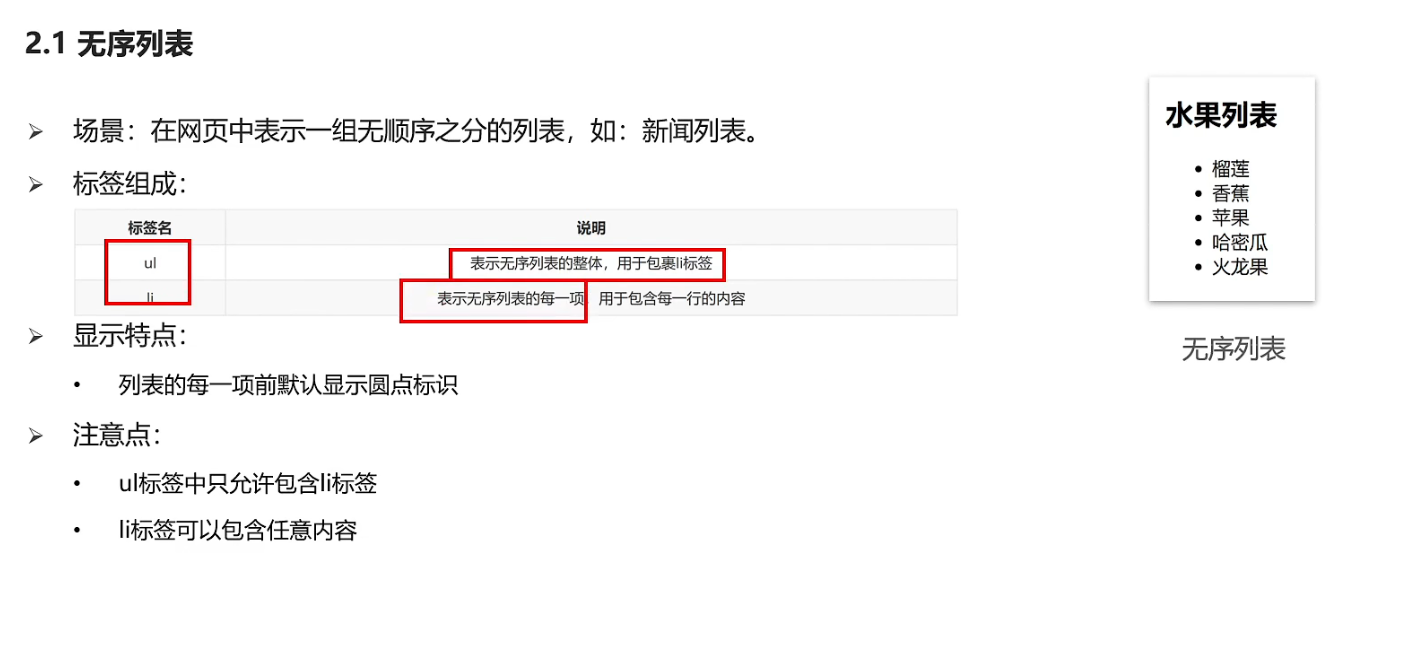 2.1 无序列表
➢ 场景：在网页中表示一组无顺序之分的列表，如：新闻列表。
➢ 标签组成：
标签名 说明
ul 表示无序列表的整体，用于包裹li标签
li 表示无序列表的每一项，用于包含每一行的内容
➢ 显示特点：
• 列表的每一项前默认显示圆点标识
➢ 注意点：
• ul标签中只允许包含li标签
• li标签可以包含任意内容
水果列表
• 榴莲
• 香蕉
• 苹果
• 哈密瓜
• 火龙果
无序列表